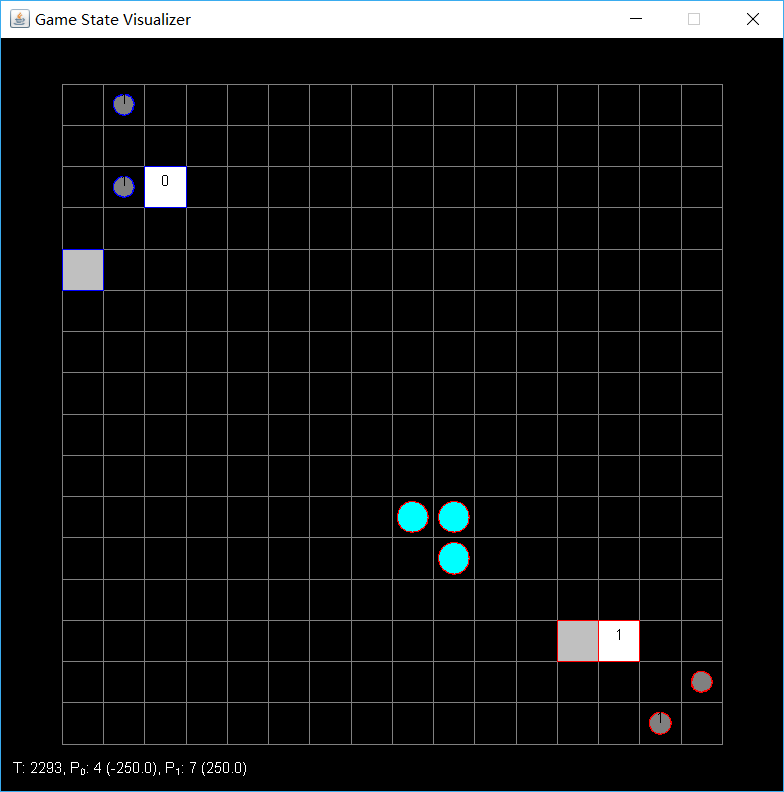 Game State Visualizer
0
1
T: 2293, P₀: 4 (-250.0), P₁: 7 (250.0)